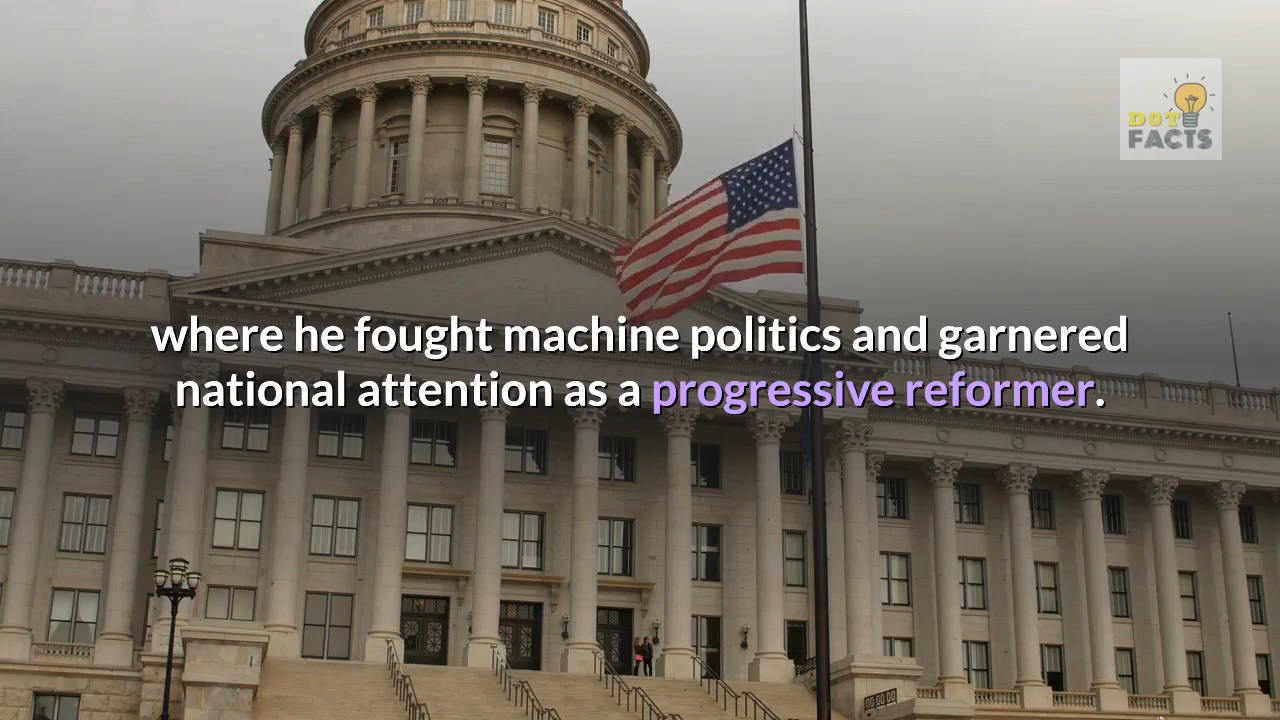 DOT
FACTS
where he fought machine politics and garnered
national attention as a progressive reformer.